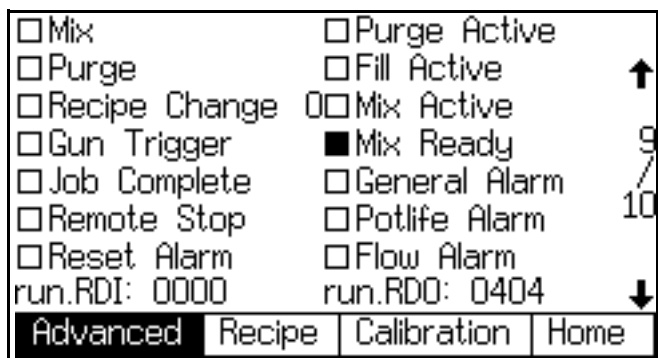 Mix Purge Active
Purge Fill Active
Recipe Change 0 Mix Active
Gun Trigger Mix Ready 9
Job Complete General Alarm /
Remote Stop Potlife Alarm 10
Reset Alarm Flow Alarm
run.RDI: 0000 run.RDO: 0404
Advanced Recipe Calibration Home